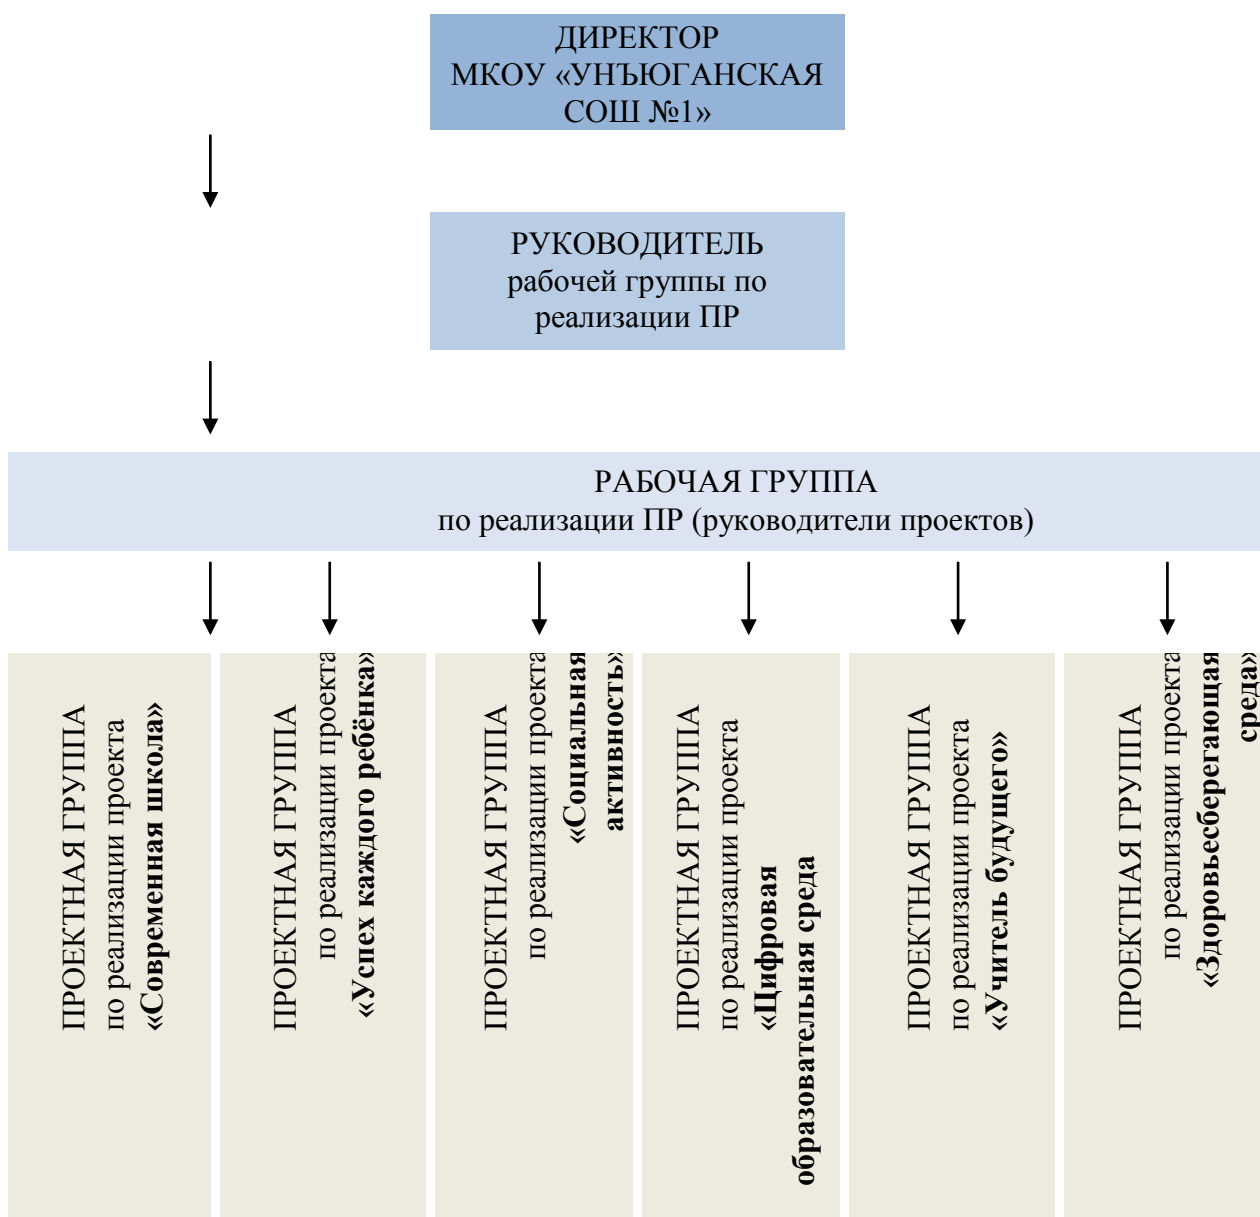 ДИРЕКТОР
МКОУ «УНЪЮГАНСКАЯ
СОШ №1»
РУКОВОДИТЕЛЬ
рабочей группы по
реализации ПР
РАБОЧАЯ ГРУППА
по реализации ПР (руководители проектов)
ПРОЕКТНАЯ ГРУППА
по реализации проекта
«Современная школа»
ПРОЕКТНАЯ ГРУППА
по реализации проекта
«Успех каждого ребёнка»
ПРОЕКТНАЯ ГРУППА
по реализации проекта
«Социальная
активность»
ПРОЕКТНАЯ ГРУППА
по реализации проекта
«Цифровая
образовательная среда
ПРОЕКТНАЯ ГРУППА
по реализации проекта
«Учитель будущего»
ПРОЕКТНАЯ ГРУППА
по реализации проекта
«Здоровьесберегающая
среда»